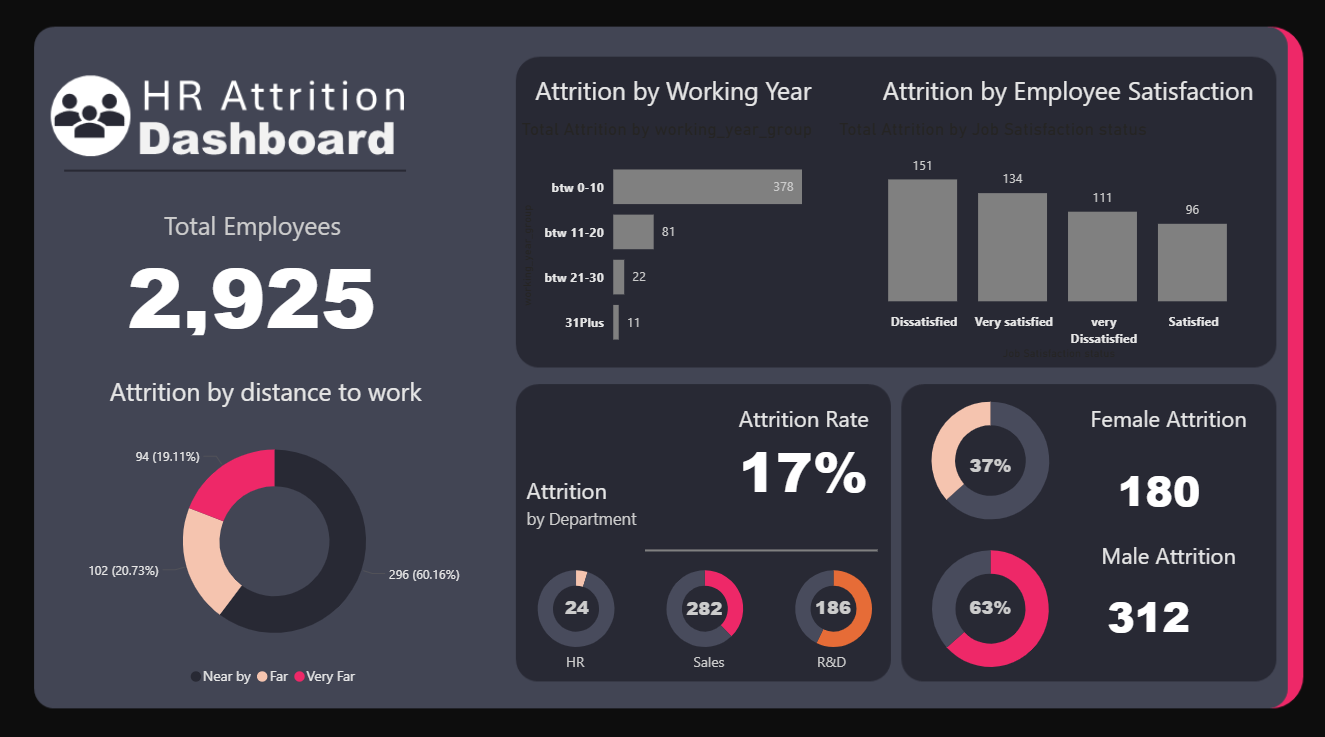 HR Attrition
Dashboard
Total Employees
2,925
Attrition by distance to work
94 (19.11%)
102 (20.73%)
296 (60.16%)
Near by
Far
Very Far
Attrition by Working Year
Total Attrition by working_year_group
btw 0-10
378
btw 11-20
81
btw 21-30
22
31Plus
11
Attrition by Employee Satisfaction
Total Attrition by Job Satisfaction status
151
134
111
96
Dissatisfied
Very satisfied
very
Dissatisfied
Satisfied
Attrition Rate
17%
Attrition
by Department
24
HR
282
Sales
186
R&D
37%
Female Attrition
180
63%
Male Attrition
312